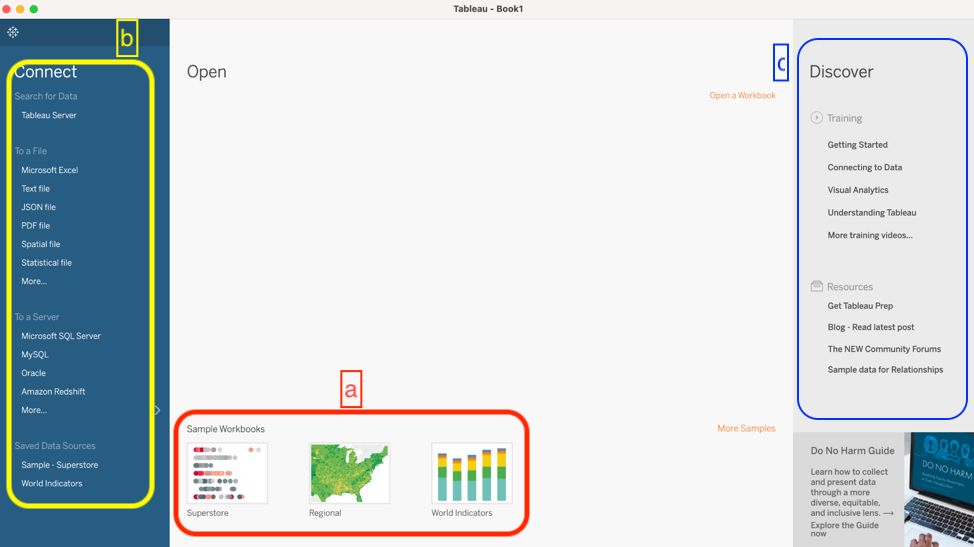 Tableau - Book1
b
Connect
Search for Data
Tableau Server
To a File
Microsoft Excel
Text file
JSON file
PDF file
Spatial file
Statistical file
More...
To a Server
Microsoft SQL Server
MySQL
Oracle
Amazon Redshift
More...
Saved Data Sources
Sample - Superstore
World Indicators
Open
Open a Workbook
a
Sample Workbooks
More Samples
Superstore
Regional
World Indicators
c
Discover
Training
Getting Started
Connecting to Data
Visual Analytics
Understanding Tableau
More training videos...
Resources
Get Tableau Prep
Blog - Read latest post
The NEW Community Forums
Sample data for Relationships
Do No Harm Guide
Learn how to collect
and present data
through a more
diverse, equitable,
and inclusive lens. →
Explore the Guide
now
DO NO HARM